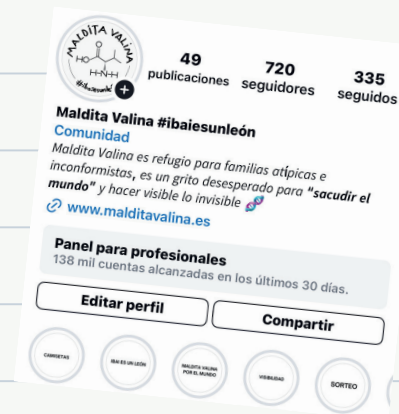 MALDITA VALINA
HO
O
H-N-H
#ibaiesunleón
49
publicaciones
720
seguidores
335
seguidos
Maldita Valina #ibaiesunleón
Comunidad
Maldita Valina es refugio para familias atípicas e
inconformistas, es un grito desesperado para "sacudir el
mundo" y hacer visible lo invisible 🧬
www.malditavalina.es
Panel para profesionales
138 mil cuentas alcanzadas en los últimos 30 días.
Editar perfil
Compartir
CAMISETAS
IBAI ES UN LEÓN
MALDITA VALINA
POR EL MUNDO
VISIBILIDAD
SORTEO